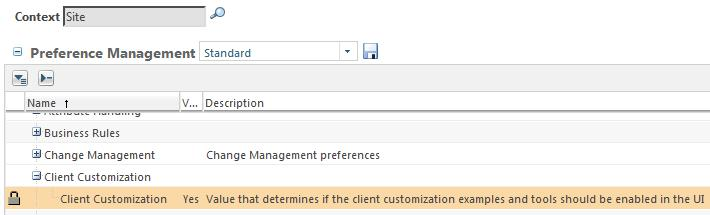 Context Site
Preference Management Standard
Name ↑ V... Description
Attribute Handling
Business Rules
Change Management Change Management preferences
Client Customization
Client Customization Yes Value that determines if the client customization examples and tools should be enabled in the UI